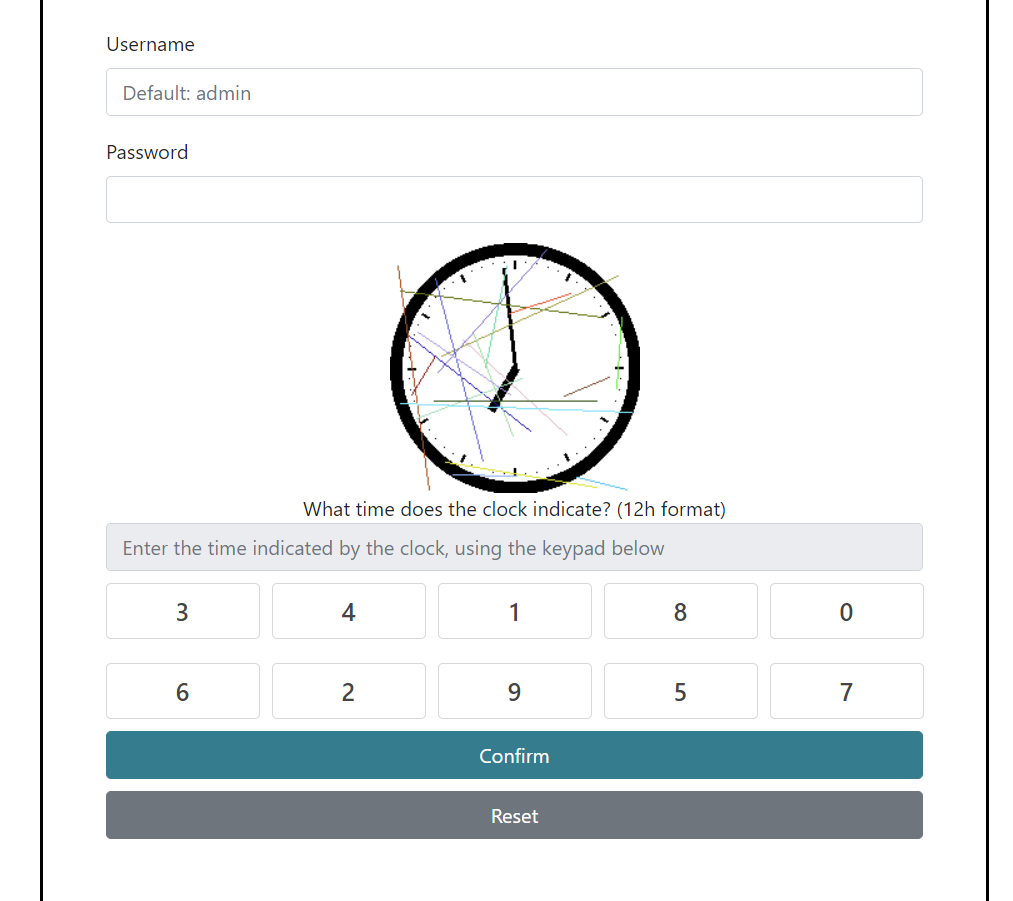 Username
Default: admin
Password
What time does the clock indicate? (12h format)
Enter the time indicated by the clock, using the keypad below
3 4 1 8 0
6 2 9 5 7
Confirm
Reset